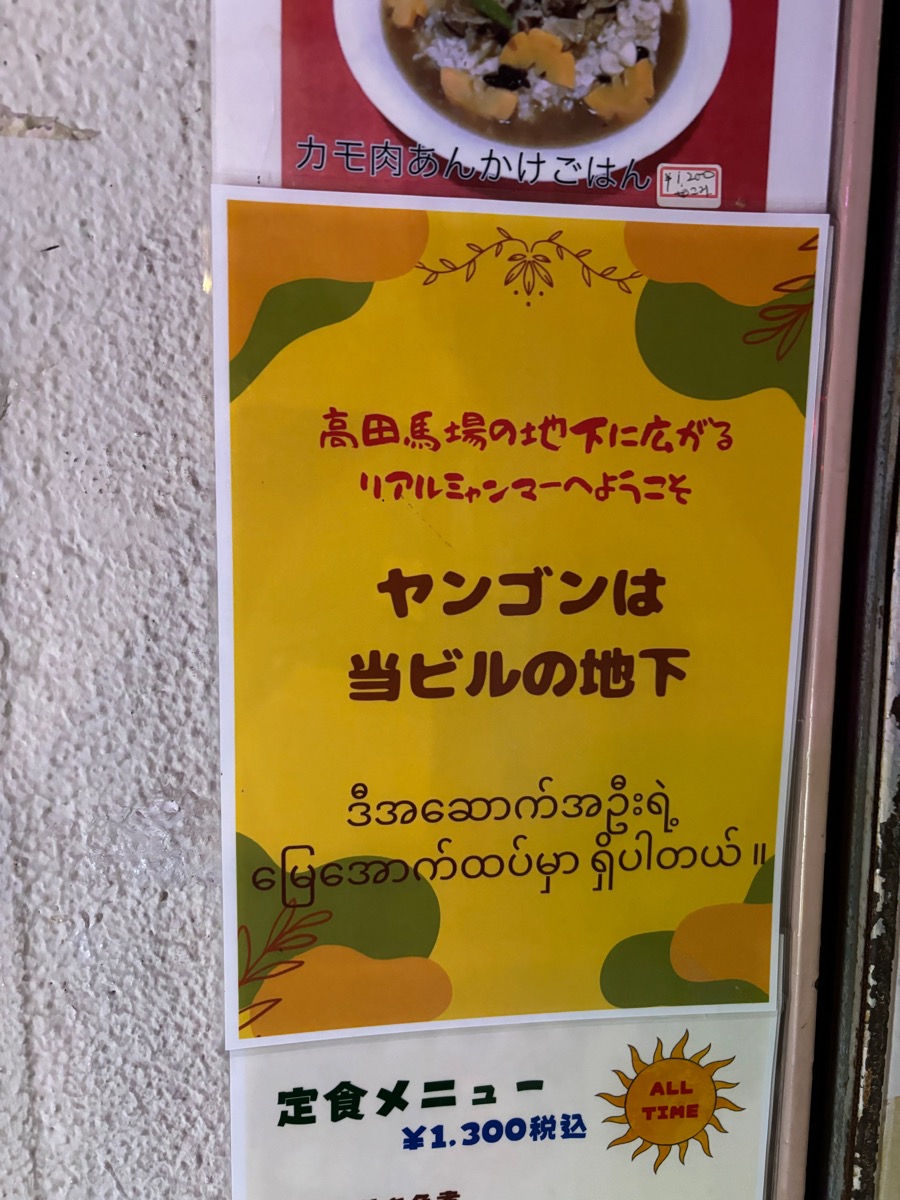 カモ肉あんかけごはん
¥1,200
高田馬場の地下に広がる
リアルミャンマーへようこそ
ヤンゴンは
当ビルの地下
ဒီအဆောက်အဦးရဲ့
မြေအောက်ထပ်မှာ ရှိပါတယ် ။
定食メニュー
¥1.300税込
ALL
TIME